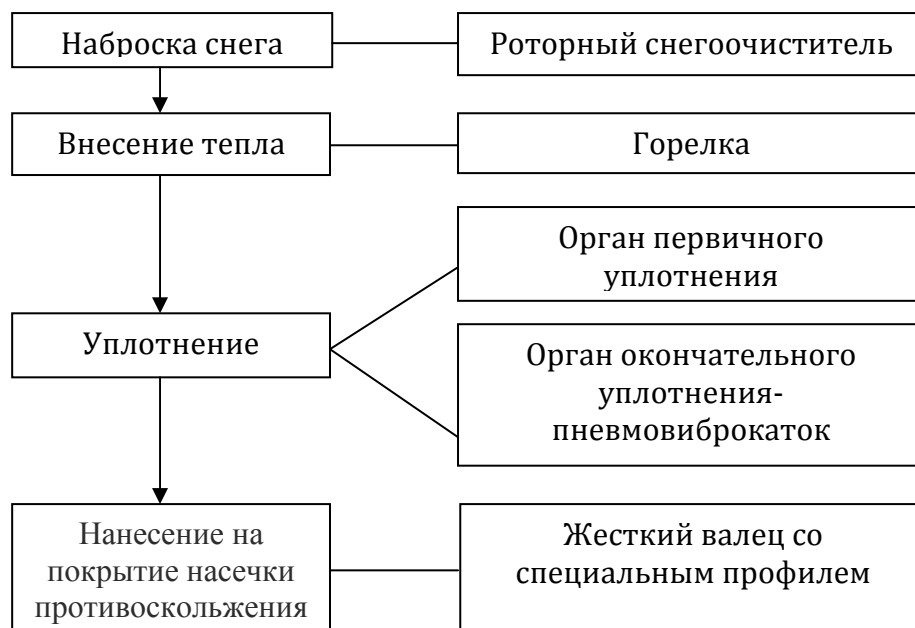 Наброска снега
Роторный снегоочиститель
Внесение тепла
Горелка
Орган первичного
уплотнения
Уплотнение
Орган окончательного
уплотнения-
пневмовиброкаток
Нанесение на
покрытие насечки
противоскольжения
Жесткий валец со
специальным профилем